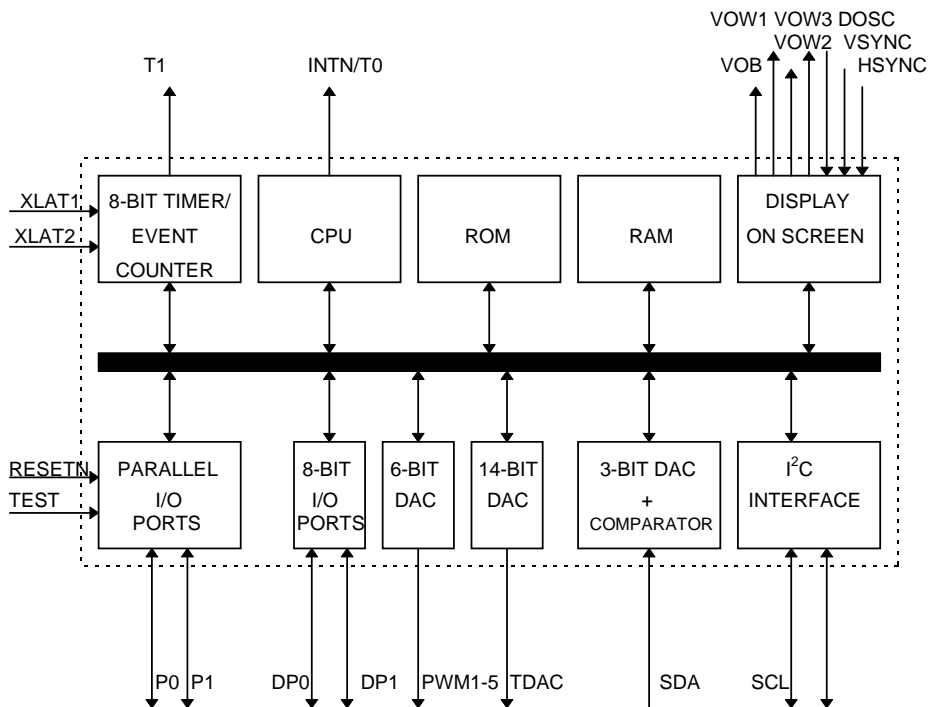 VOW1 VOW3 DOSC
VOW2 VSYNC
T1 INTN/T0 VOB HSYNC
XLAT1
XLAT2
8-BIT TIMER/
EVENT
COUNTER
CPU
ROM
RAM
DISPLAY
ON SCREEN
RESETN
TEST
PARALLEL
I/O
PORTS
8-BIT
I/O
PORTS
6-BIT
DAC
14-BIT
DAC
3-BIT DAC
+
COMPARATOR
I²C
INTERFACE
P0 P1 DP0 DP1 PWM1-5 TDAC SDA SCL